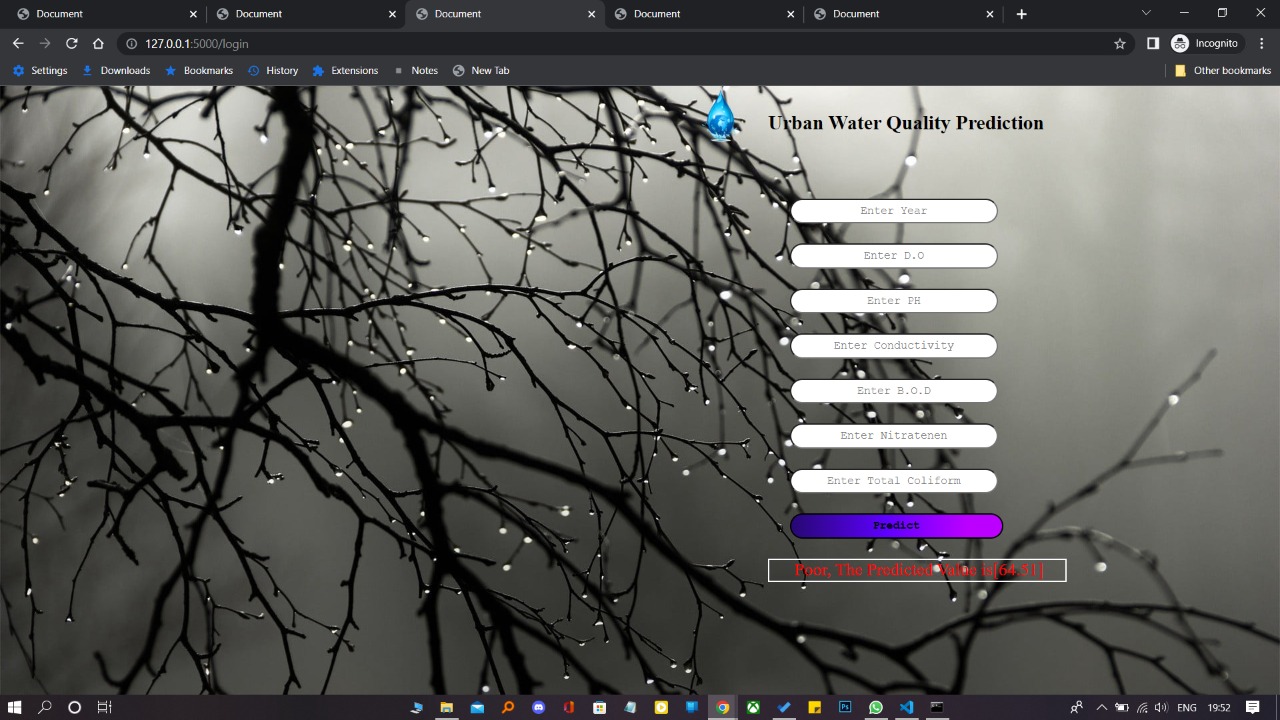 Document Document Document Document Document
127.0.0.1:5000/login Incognito
Settings Downloads Bookmarks History Extensions Notes New Tab Other bookmarks
Urban Water Quality Prediction
Enter Year
Enter D.O
Enter PH
Enter Conductivity
Enter B.O.D
Enter Nitratenen
Enter Total Coliform
Predict
Poor, The Predicted Value is[64.31]
ENG 19:52